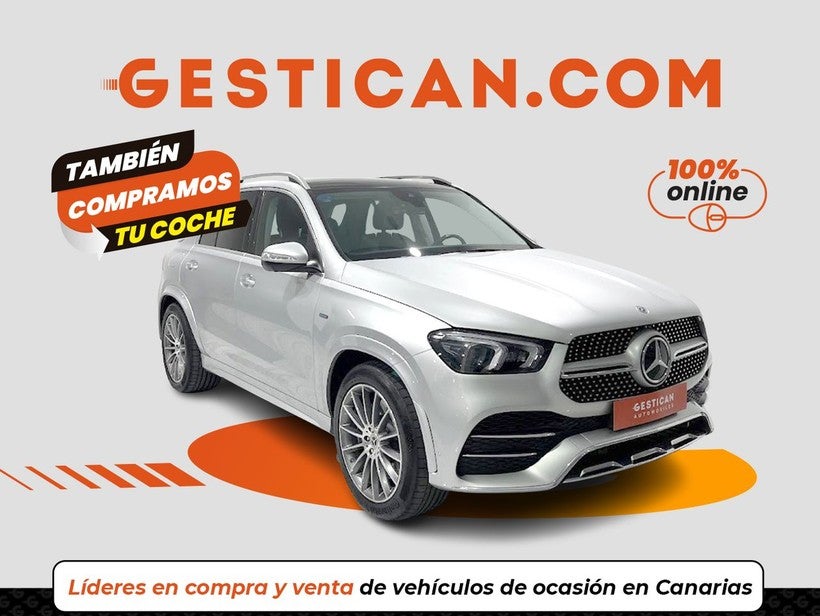 GESTICAN.COM
TAMBIÉN
COMPRAMOS
TU COCHE
100%
online
GESTICAN
AUTOMÓVILES
Líderes en compra y venta de vehículos de ocasión en Canarias